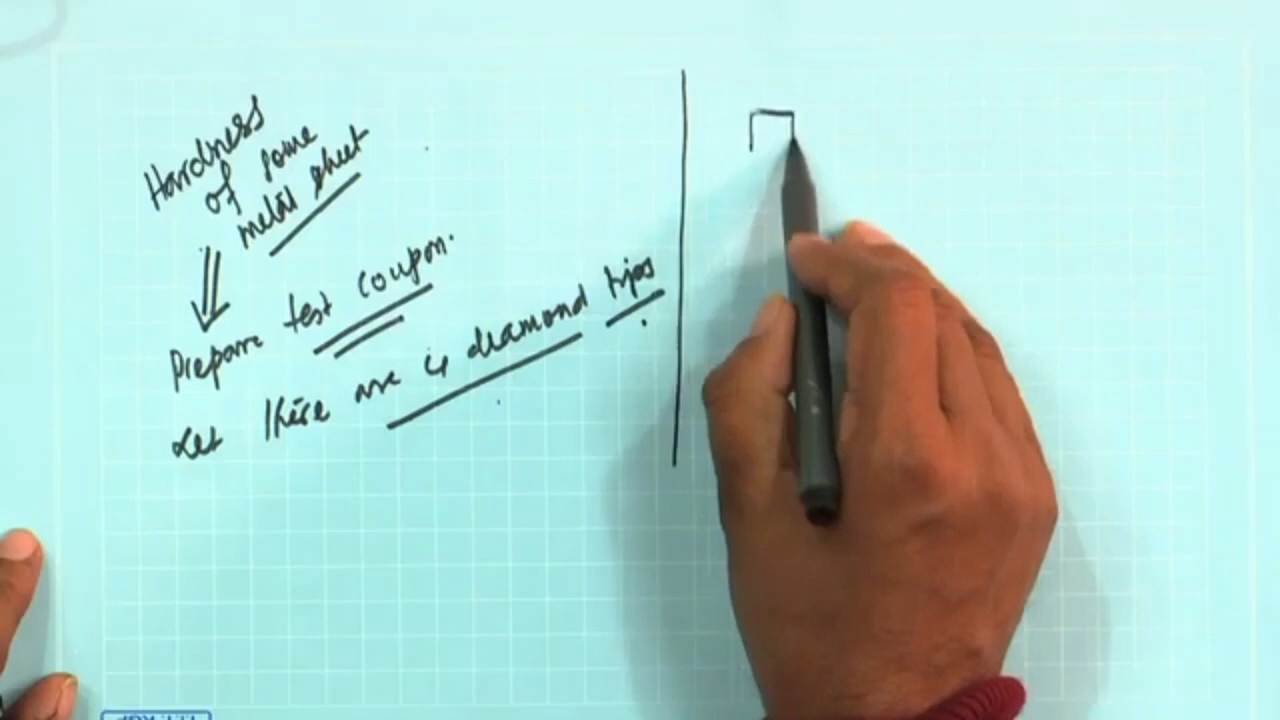 Hardness
of some
metal sheet
Prepare test coupon.
Let there are 4 diamond tips